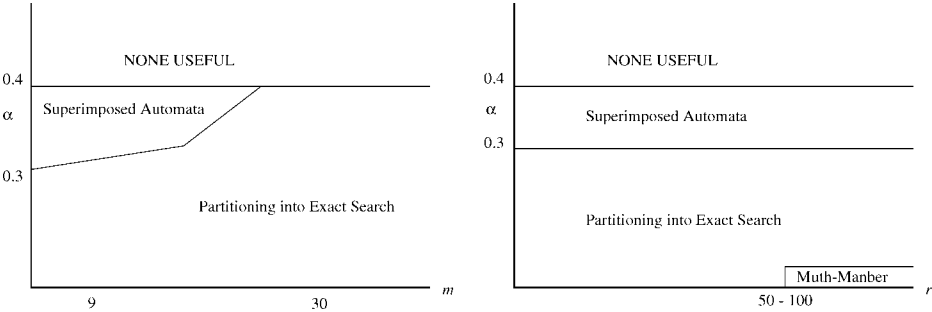 NONE USEFUL
0.4
α
Superimposed Automata
0.3
Partitioning into Exact Search
m
9
30
NONE USEFUL
0.4
α
Superimposed Automata
0.3
Partitioning into Exact Search
Muth-Manber
r
50 - 100